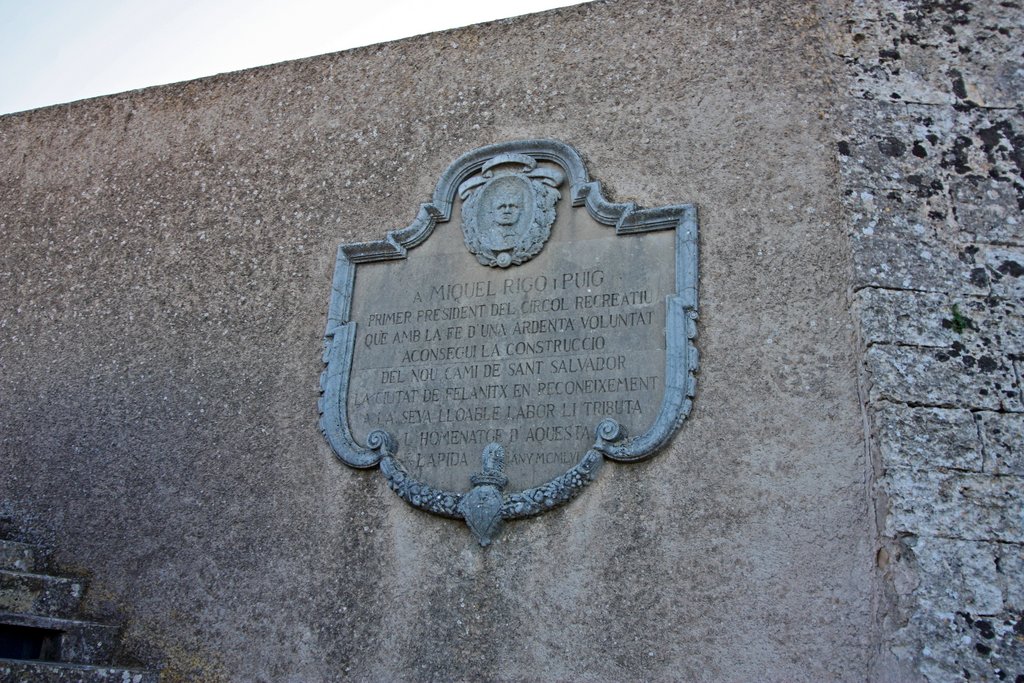 A MIQUEL RIGO I PUIG
PRIMER PRESIDENT DEL CIRCOL RECREATIU
QUE AMB LA FE D'UNA ARDENTA VOLUNTAT
ACONSEGUI LA CONSTRUCCIO
DEL NOU CAMI DE SANT SALVADOR
LA CIUTAT DE FELANITX EN RECONEIXEMENT
A LA SEVA LLOABLE LABOR LI TRIBUTA
L'HOMENATGE D'AQUESTA
LAPIDA ANY MCMLVI